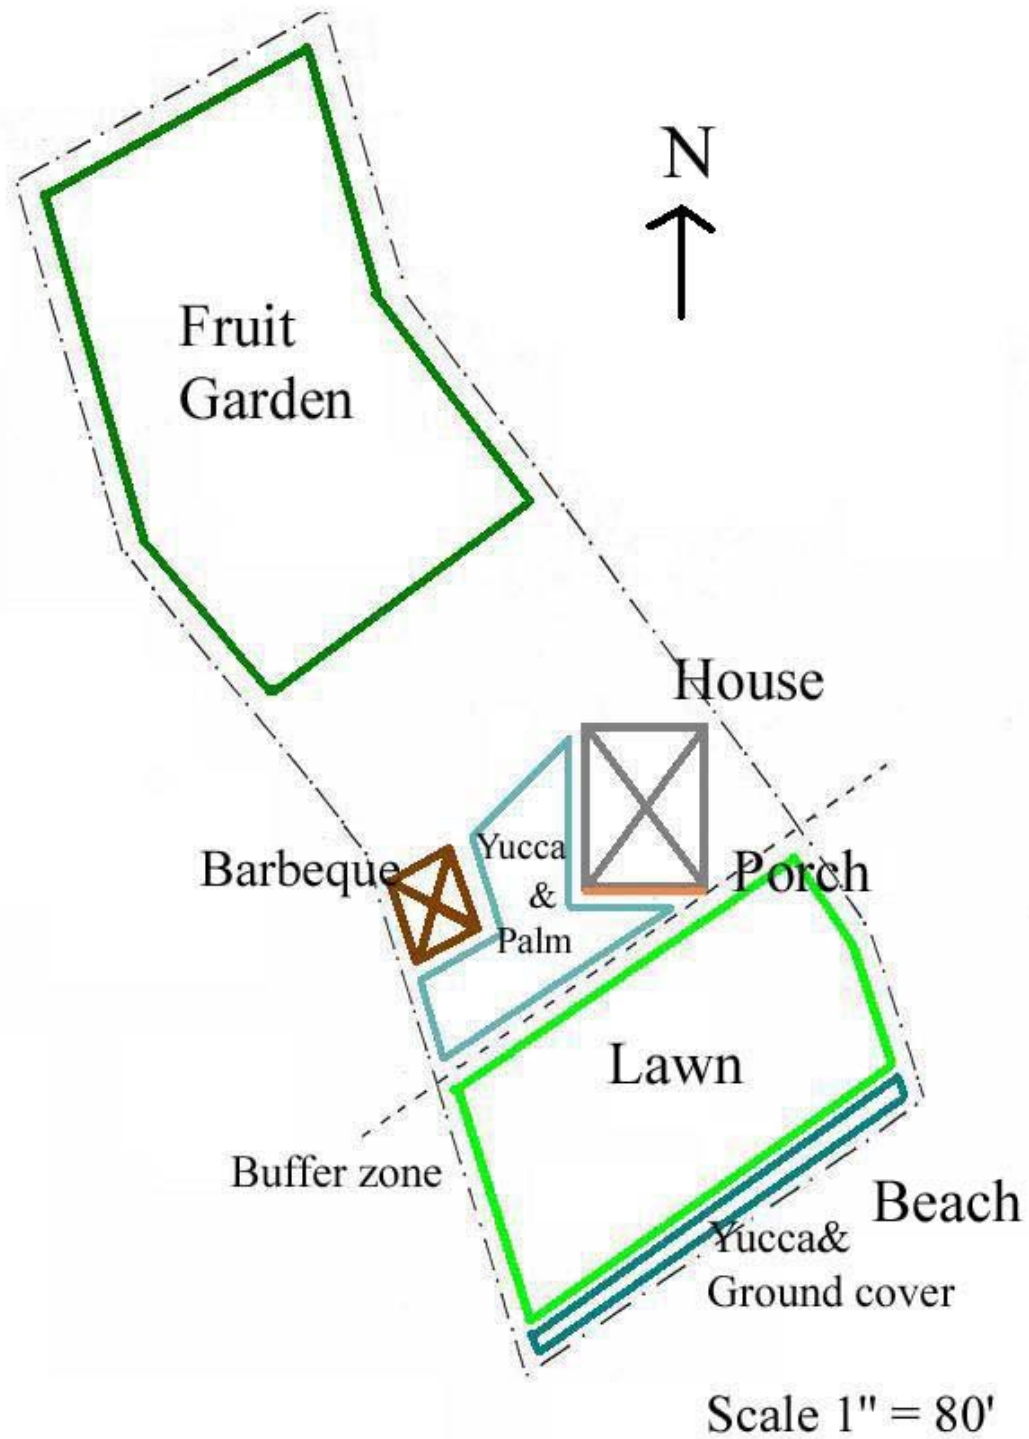 N
Fruit
Garden
House
Yucca
&
Palm
Barbeque
Porch
Lawn
Buffer zone
Beach
Yucca&
Ground cover
Scale 1" = 80'